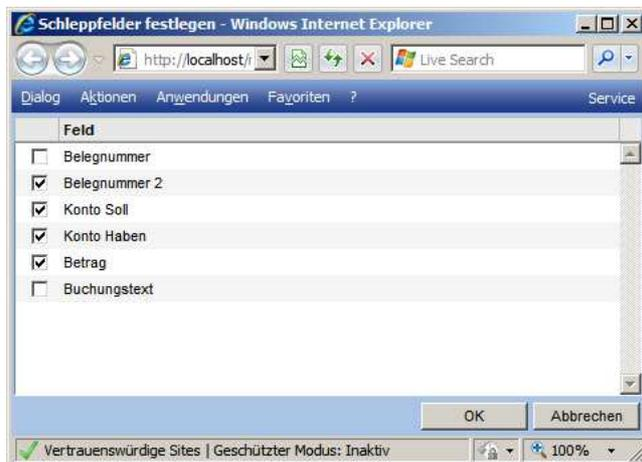 Schleppfelder festlegen - Windows Internet Explorer
http://localhost/r
Live Search
Dialog Aktionen Anwendungen Favoriten ? Service
Feld
Belegnummer
Belegnummer 2
Konto Soll
Konto Haben
Betrag
Buchungstext
OK Abbrechen
Vertrauenswürdige Sites | Geschützter Modus: Inaktiv 100%